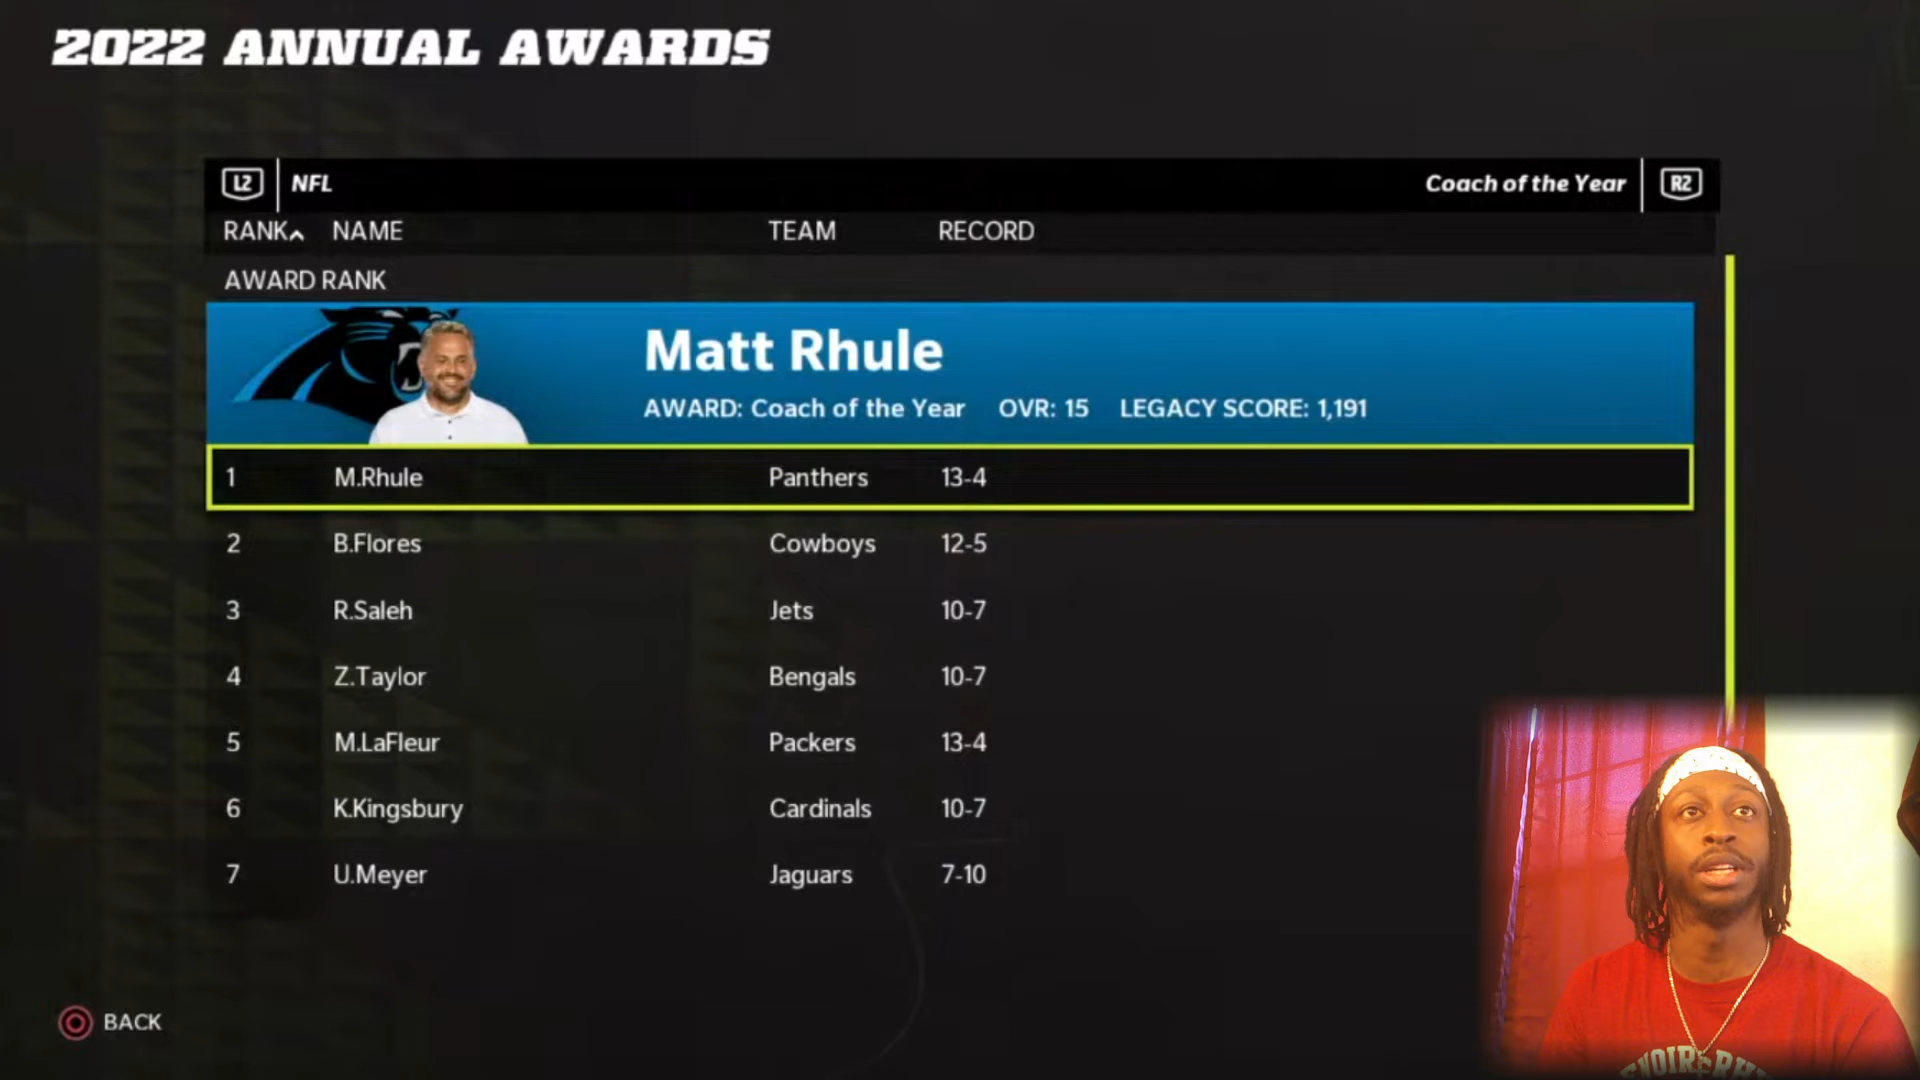 2022 ANNUAL AWARDS
L2 NFL Coach of the Year R2
RANK NAME TEAM RECORD
AWARD RANK
Matt Rhule
AWARD: Coach of the Year OVR: 15 LEGACY SCORE: 1,191
1 M.Rhule Panthers 13-4
2 B.Flores Cowboys 12-5
3 R.Saleh Jets 10-7
4 Z.Taylor Bengals 10-7
5 M.LaFleur Packers 13-4
6 K.Kingsbury Cardinals 10-7
7 U.Meyer Jaguars 7-10
BACK